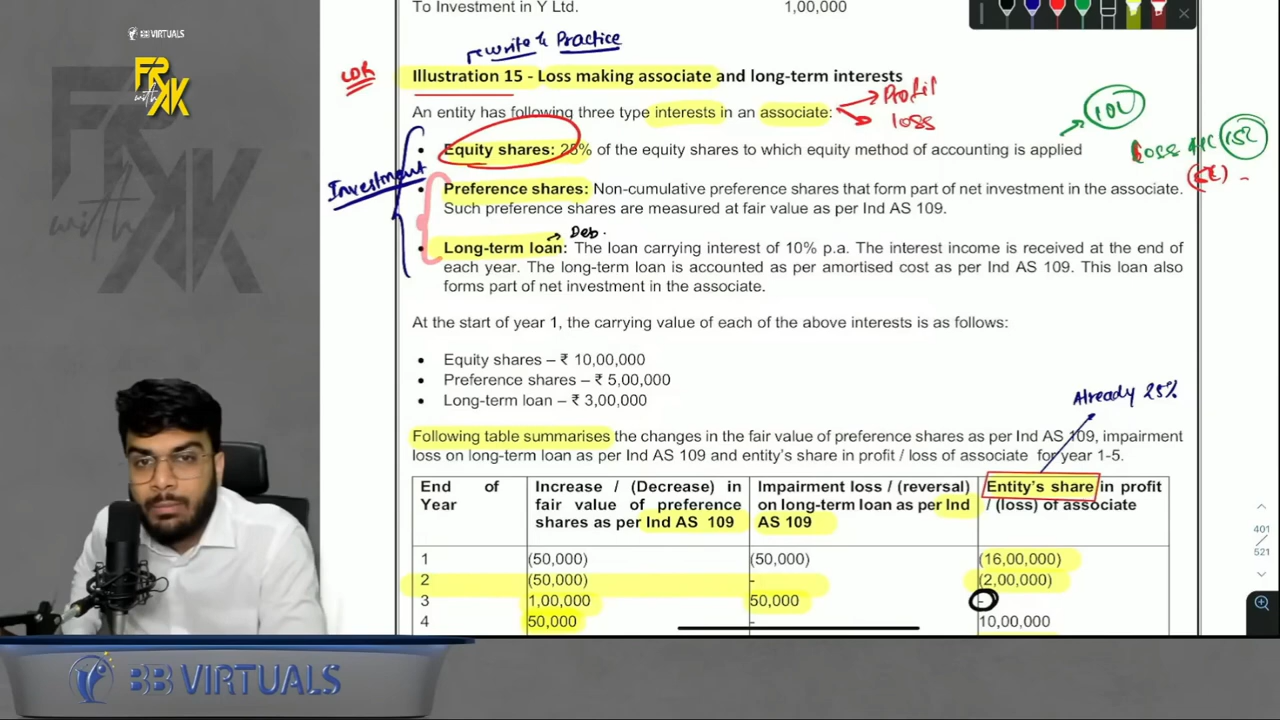 To Investment in Y Ltd. 1,00,000
BB VIRTUALS
FR with AK
rewrite & Practice
LDR
Illustration 15 - Loss making associate and long-term interests
An entity has following three type interests in an associate:
Profit
loss
10L
Equity shares: 25% of the equity shares to which equity method of accounting is applied
Loss 15L
Investment
Preference shares: Non-cumulative preference shares that form part of net investment in the associate.
Such preference shares are measured at fair value as per Ind AS 109.
Deb.
Long-term loan: The loan carrying interest of 10% p.a. The interest income is received at the end of
each year. The long-term loan is accounted as per amortised cost as per Ind AS 109. This loan also
forms part of net investment in the associate.
At the start of year 1, the carrying value of each of the above interests is as follows:
• Equity shares – ₹ 10,00,000
• Preference shares – ₹ 5,00,000
• Long-term loan – ₹ 3,00,000
Already 25%
Following table summarises the changes in the fair value of preference shares as per Ind AS 109, impairment
loss on long-term loan as per Ind AS 109 and entity's share in profit / loss of associate for year 1-5.
End of Year
Increase / (Decrease) in fair value of preference shares as per Ind AS 109
Impairment loss / (reversal) on long-term loan as per Ind AS 109
Entity's share in profit / (loss) of associate
1 (50,000) (50,000) (16,00,000)
2 (50,000) - (2,00,000)
3 1,00,000 50,000 -
4 50,000 - 10,00,000
401
521
BB VIRTUALS